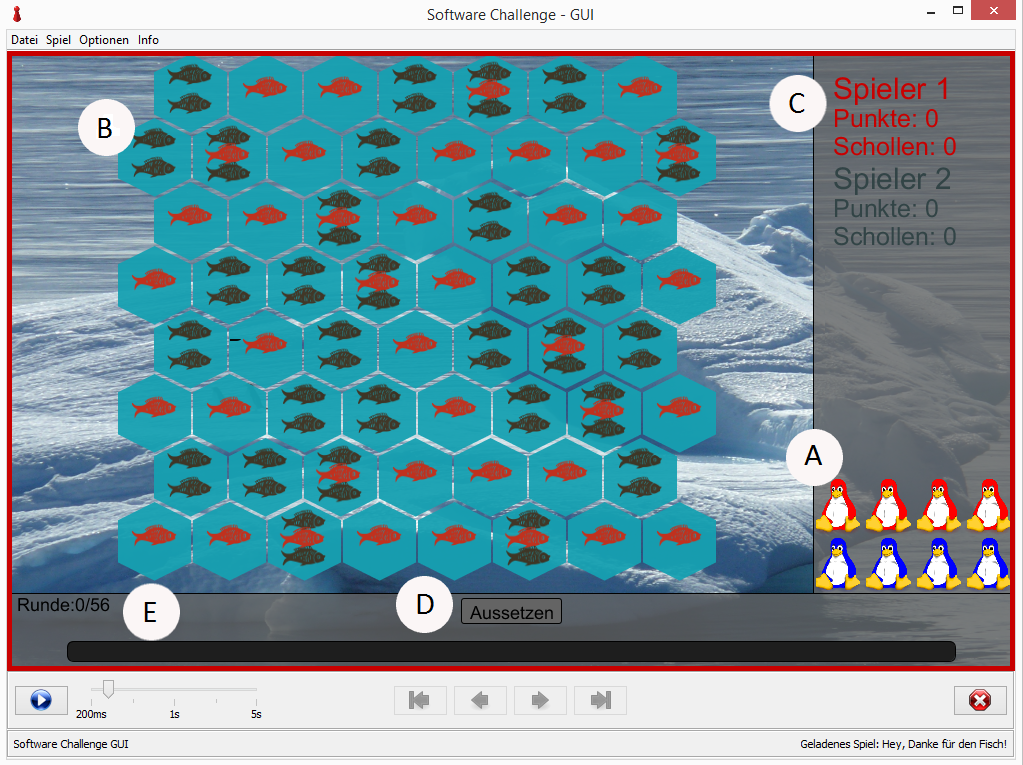 Software Challenge - GUI
Datei Spiel Optionen Info
B
C
Spieler 1
Punkte: 0
Schollen: 0
Spieler 2
Punkte: 0
Schollen: 0
A
Runde:0/56
E
D
Aussetzen
200ms 1s 5s
Software Challenge GUI
Geladenes Spiel: Hey, Danke für den Fisch!